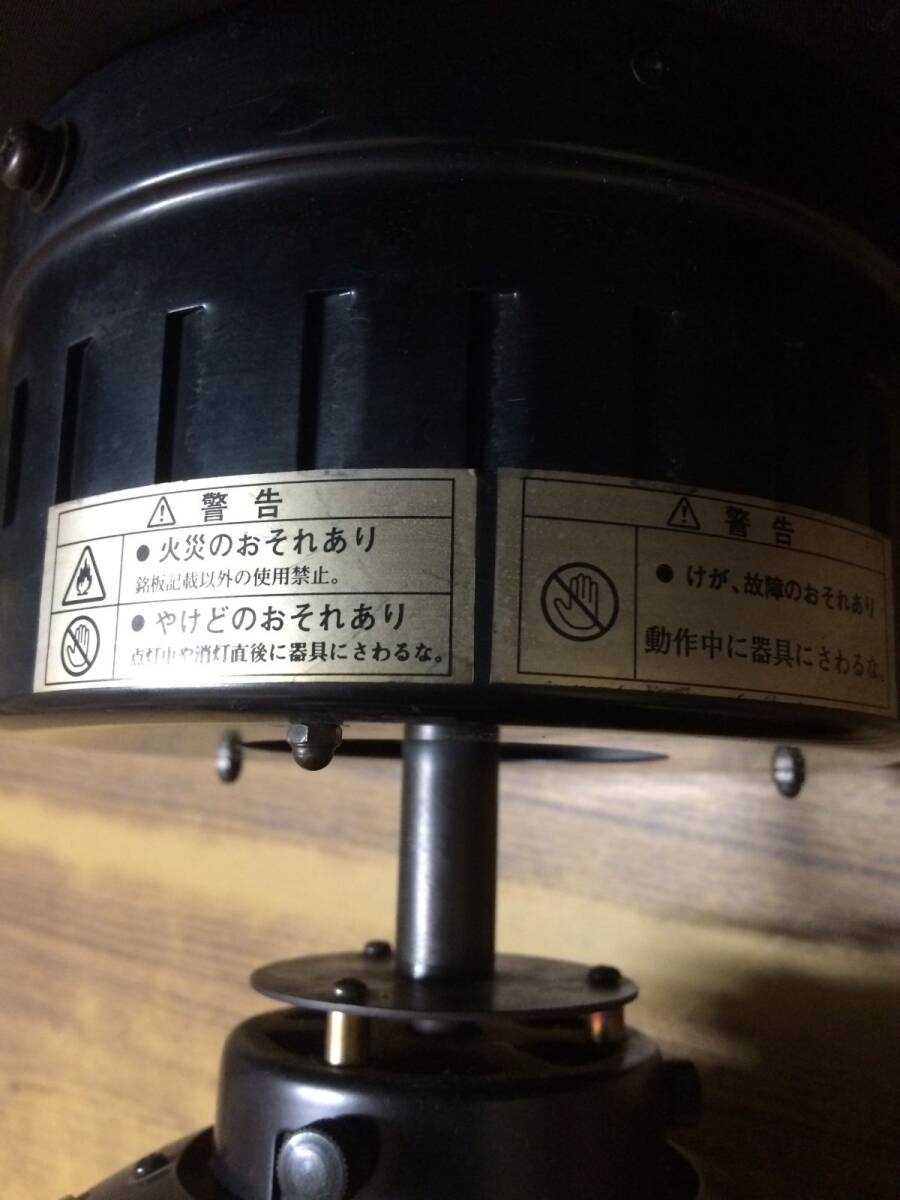 警告
●火災のおそれあり
銘板記載以外の使用禁止。
●やけどのおそれあり
点灯中や消灯直後に器具にさわるな。
警告
●けが、故障のおそれあり
動作中に器具にさわるな。